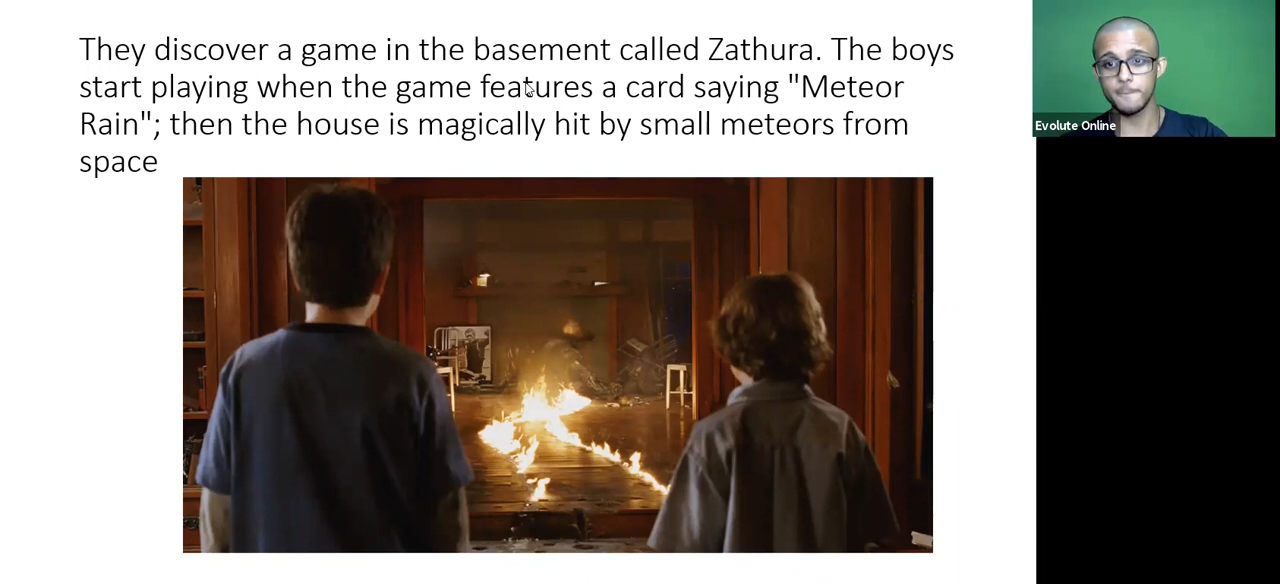 They discover a game in the basement called Zathura. The boys
start playing when the game features a card saying "Meteor
Rain"; then the house is magically hit by small meteors from
space
Evolute Online